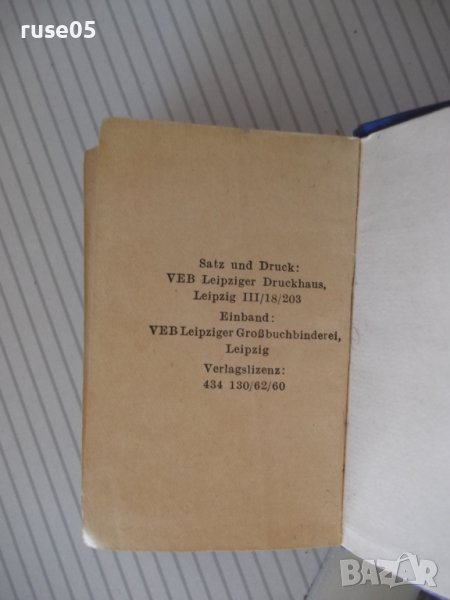 ruse05
Satz und Druck:
VEB Leipziger Druckhaus,
Leipzig III/18/203
Einband:
VEB Leipziger Großbuchbinderei,
Leipzig
Verlagslizenz:
434 130/62/60
BAZAR